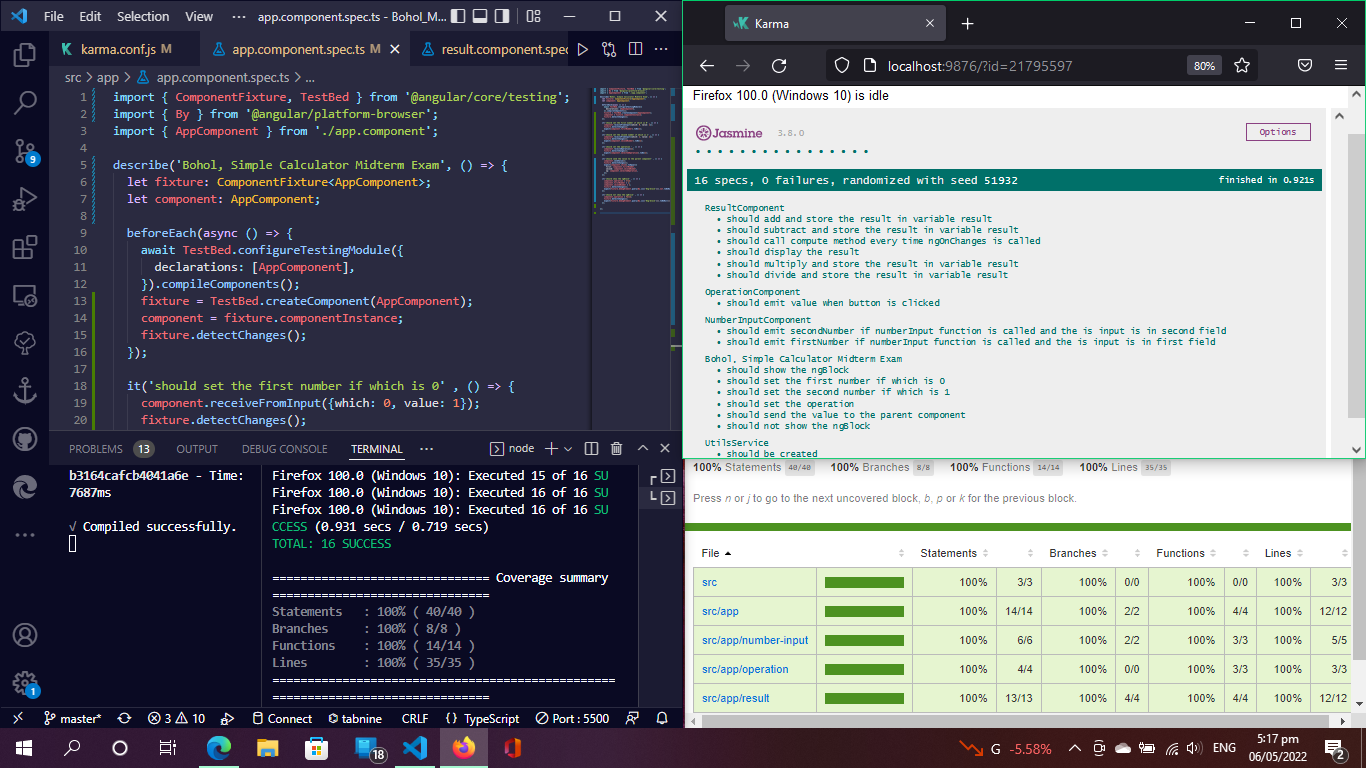 File Edit Selection View ··· app.component.spec.ts - Bohol_M...
karma.conf.js M
app.component.spec.ts M
result.component.spec
src > app > app.component.spec.ts > ...
1 import { ComponentFixture, TestBed } from '@angular/core/testing';
2 import { By } from '@angular/platform-browser';
3 import { AppComponent } from './app.component';
4
5 describe('Bohol, Simple Calculator Midterm Exam', () => {
6 let fixture: ComponentFixture<AppComponent>;
7 let component: AppComponent;
8
9 beforeEach(async () => {
10 await TestBed.configureTestingModule({
11 declarations: [AppComponent],
12 }).compileComponents();
13 fixture = TestBed.createComponent(AppComponent);
14 component = fixture.componentInstance;
15 fixture.detectChanges();
16 });
17
18 it('should set the first number if which is 0' , () => {
19 component.receiveFromInput({which: 0, value: 1});
20 fixture.detectChanges();
PROBLEMS 13 OUTPUT DEBUG CONSOLE TERMINAL ··· node
b3164cafcb4041a6e - Time:
7687ms
√ Compiled successfully.
Firefox 100.0 (Windows 10): Executed 15 of 16 SU
Firefox 100.0 (Windows 10): Executed 16 of 16 SU
Firefox 100.0 (Windows 10): Executed 16 of 16 SU
CCESS (0.931 secs / 0.719 secs)
TOTAL: 16 SUCCESS
=============================== Coverage summary
===============================
Statements : 100% ( 40/40 )
Branches : 100% ( 8/8 )
Functions : 100% ( 14/14 )
Lines : 100% ( 35/35 )
=================================================
===============================
9
1
master* 3 10 Connect tabnine CRLF {} TypeScript Port : 5500
Karma
localhost:9876/?id=21795597 80%
Firefox 100.0 (Windows 10) is idle
Jasmine 3.8.0 Options
• • • • • • • • • • • • • • • •
16 specs, 0 failures, randomized with seed 51932 finished in 0.921s
ResultComponent
• should add and store the result in variable result
• should subtract and store the result in variable result
• should call compute method every time ngOnChanges is called
• should display the result
• should multiply and store the result in variable result
• should divide and store the result in variable result
OperationComponent
• should emit value when button is clicked
NumberInputComponent
• should emit secondNumber if numberInput function is called and the is input is in second field
• should emit firstNumber if numberInput function is called and the is input is in first field
Bohol, Simple Calculator Midterm Exam
• should show the ngBlock
• should set the first number if which is 0
• should set the second number if which is 1
• should set the operation
• should send the value to the parent component
• should not show the ngBlock
UtilsService
• should be created
100% Statements 40/40 100% Branches 8/8 100% Functions 14/14 100% Lines 35/35
Press n or j to go to the next uncovered block, b, p or k for the previous block.
File Statements Branches Functions Lines
src 100% 3/3 100% 0/0 100% 0/0 100% 3/3
src/app 100% 14/14 100% 2/2 100% 4/4 100% 12/12
src/app/number-input 100% 6/6 100% 2/2 100% 3/3 100% 5/5
src/app/operation 100% 4/4 100% 0/0 100% 3/3 100% 3/3
src/app/result 100% 13/13 100% 4/4 100% 4/4 100% 12/12
18
G -5.58% ENG 5:17 pm
06/05/2022 2